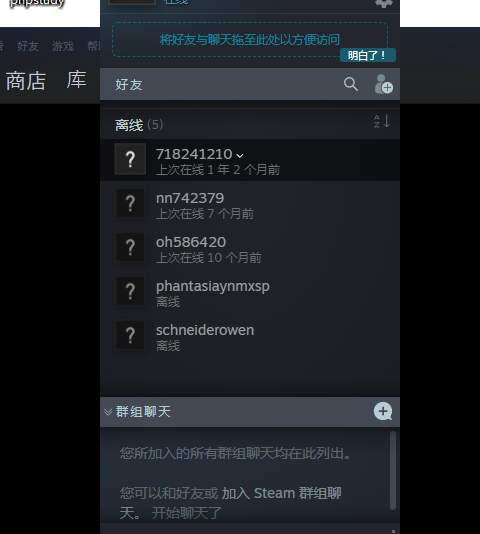 phpstudy
在线
好友 游戏 帮
商店 库
将好友与聊天拖至此处以方便访问
明白了！
好友
离线 (5)
718241210
上次在线 1 年 2 个月前
nn742379
上次在线 7 个月前
oh586420
上次在线 10 个月前
phantasiaynmxsp
离线
schneiderowen
离线
群组聊天
您所加入的所有群组聊天均在此列出。
您可以和好友或 加入 Steam 群组聊
天。 开始聊天了